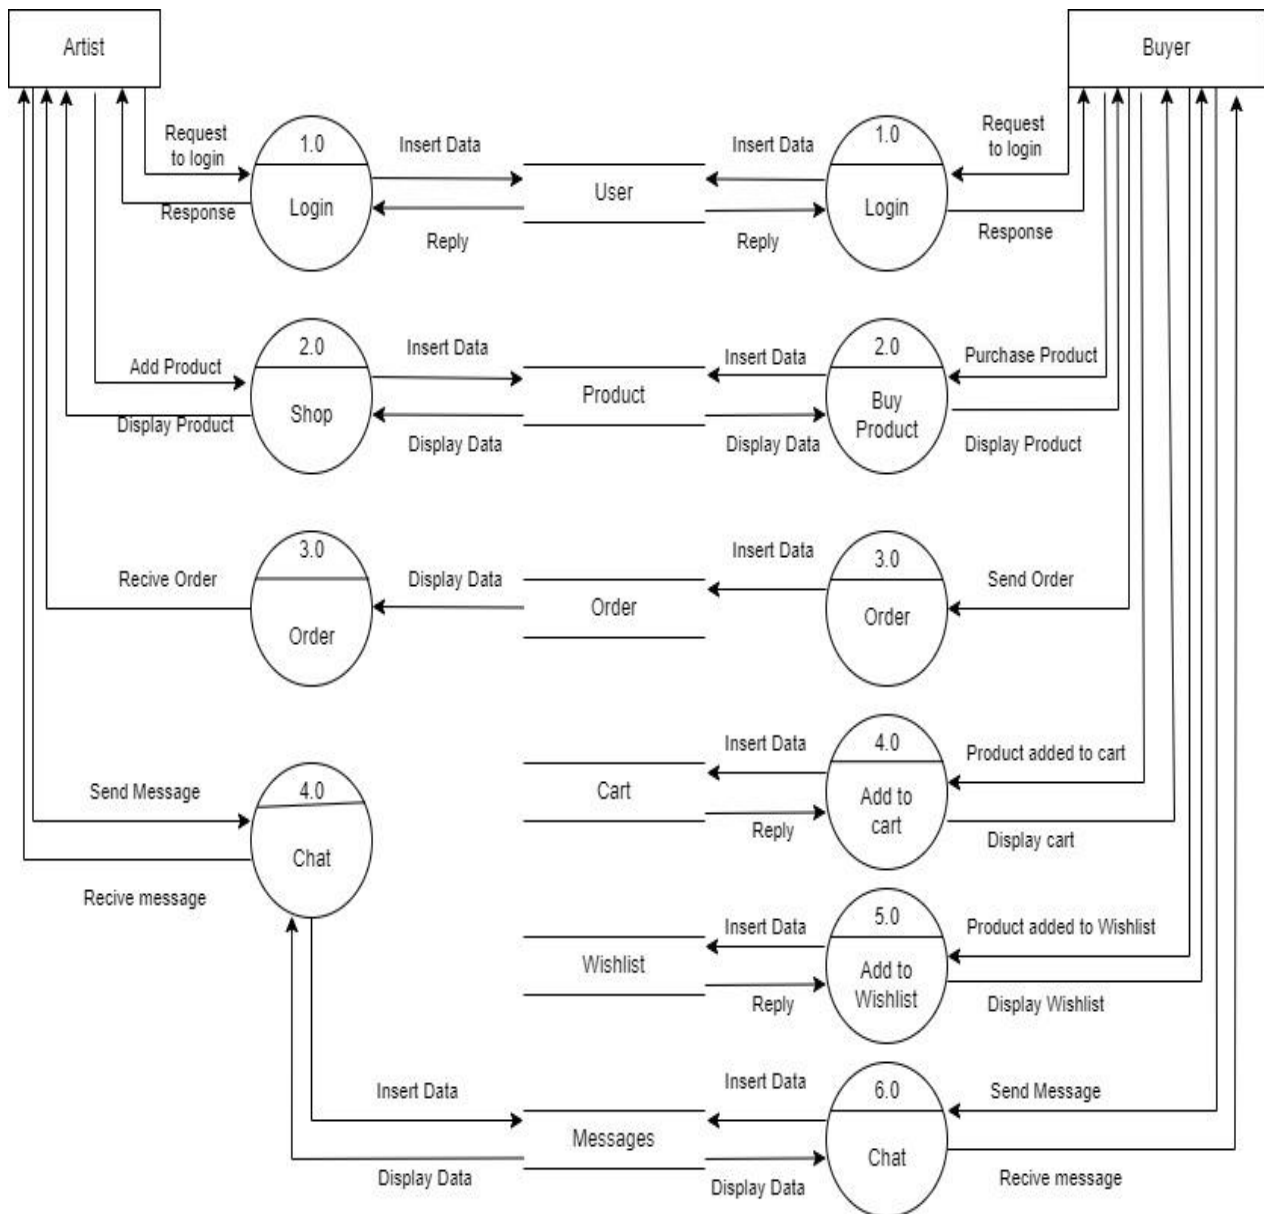 Artist
Buyer
Request
to login
1.0
Login
Response
Insert Data
Reply
User
Insert Data
Reply
1.0
Login
Request
to login
Response
Add Product
Display Product
2.0
Shop
Insert Data
Display Data
Product
Insert Data
Display Data
2.0
Buy
Product
Purchase Product
Display Product
Recive Order
3.0
Order
Display Data
Order
Insert Data
3.0
Order
Send Order
Cart
Insert Data
Reply
4.0
Add to
cart
Product added to cart
Display cart
Send Message
Recive message
4.0
Chat
Wishlist
Insert Data
Reply
5.0
Add to
Wishlist
Product added to Wishlist
Display Wishlist
Insert Data
Display Data
Messages
Insert Data
Display Data
6.0
Chat
Send Message
Recive message